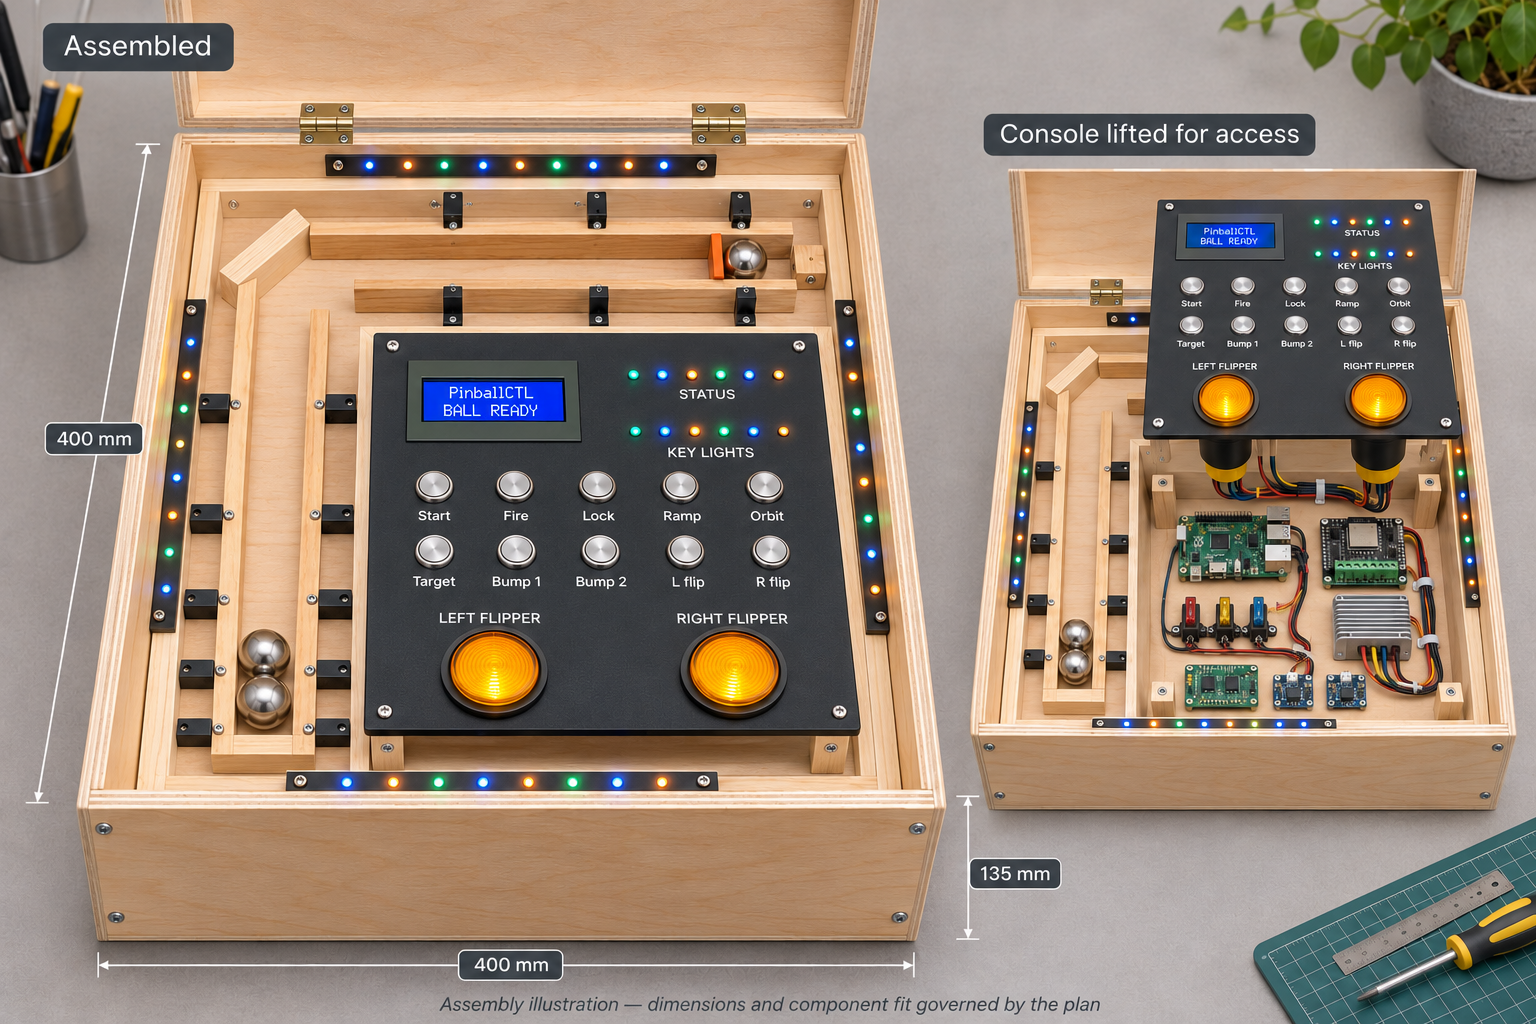 Assembled
Console lifted for access
PinballCTL
BALL READY
STATUS
KEY LIGHTS
Start Fire Lock Ramp Orbit
Target Bump 1 Bump 2 L flip R flip
LEFT FLIPPER RIGHT FLIPPER
400 mm
400 mm
135 mm
PinballCTL
BALL READY
STATUS
KEY LIGHTS
Start Fire Lock Ramp Orbit
Target Bump 1 Bump 2 L flip R flip
LEFT FLIPPER RIGHT FLIPPER
Assembly illustration — dimensions and component fit governed by the plan